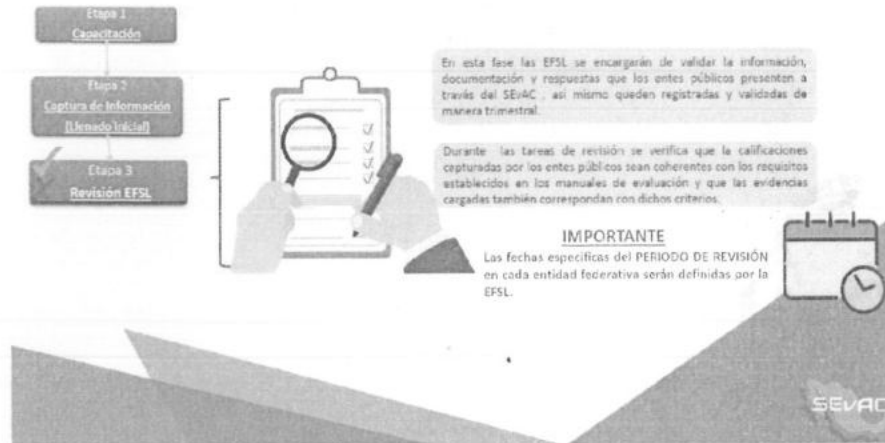 Etapa 1
Capacitación
Etapa 2
Captura de Información
(Llenado Inicial)
Etapa 3
Revisión EFSL
En esta fase las EFSL se encargarán de validar la información,
documentación y respuestas que los entes públicos presenten a
través del SEvAC , así mismo queden registradas y validadas de
manera trimestral.
Durante las tareas de revisión se verifica que la calificaciones
capturadas por los entes públicos sean coherentes con los requisitos
establecidos en los manuales de evaluación y que las evidencias
cargadas también correspondan con dichos criterios.
IMPORTANTE
Las fechas especificas del PERIODO DE REVISIÓN
en cada entidad federativa serán definidas por la
EFSL.
SEvAC